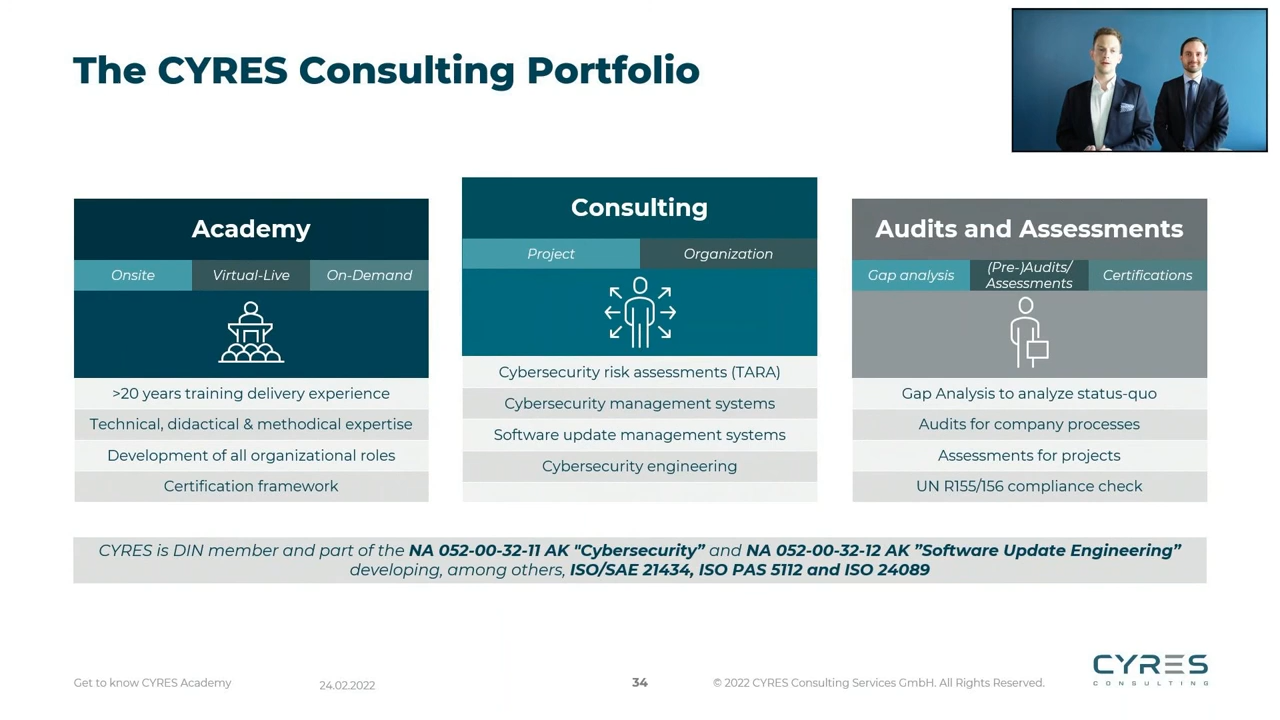 The CYRES Consulting Portfolio
Academy
Onsite
Virtual-Live
On-Demand
>20 years training delivery experience
Technical, didactical & methodical expertise
Development of all organizational roles
Certification framework
Consulting
Project
Organization
Cybersecurity risk assessments (TARA)
Cybersecurity management systems
Software update management systems
Cybersecurity engineering
Audits and Assessments
Gap analysis
(Pre-)Audits/
Assessments
Certifications
Gap Analysis to analyze status-quo
Audits for company processes
Assessments for projects
UN R155/156 compliance check
CYRES is DIN member and part of the NA 052-00-32-11 AK "Cybersecurity” and NA 052-00-32-12 AK ”Software Update Engineering”
developing, among others, ISO/SAE 21434, ISO PAS 5112 and ISO 24089
Get to know CYRES Academy
24.02.2022
34
© 2022 CYRES Consulting Services GmbH. All Rights Reserved.
CYRES
CONSULTING